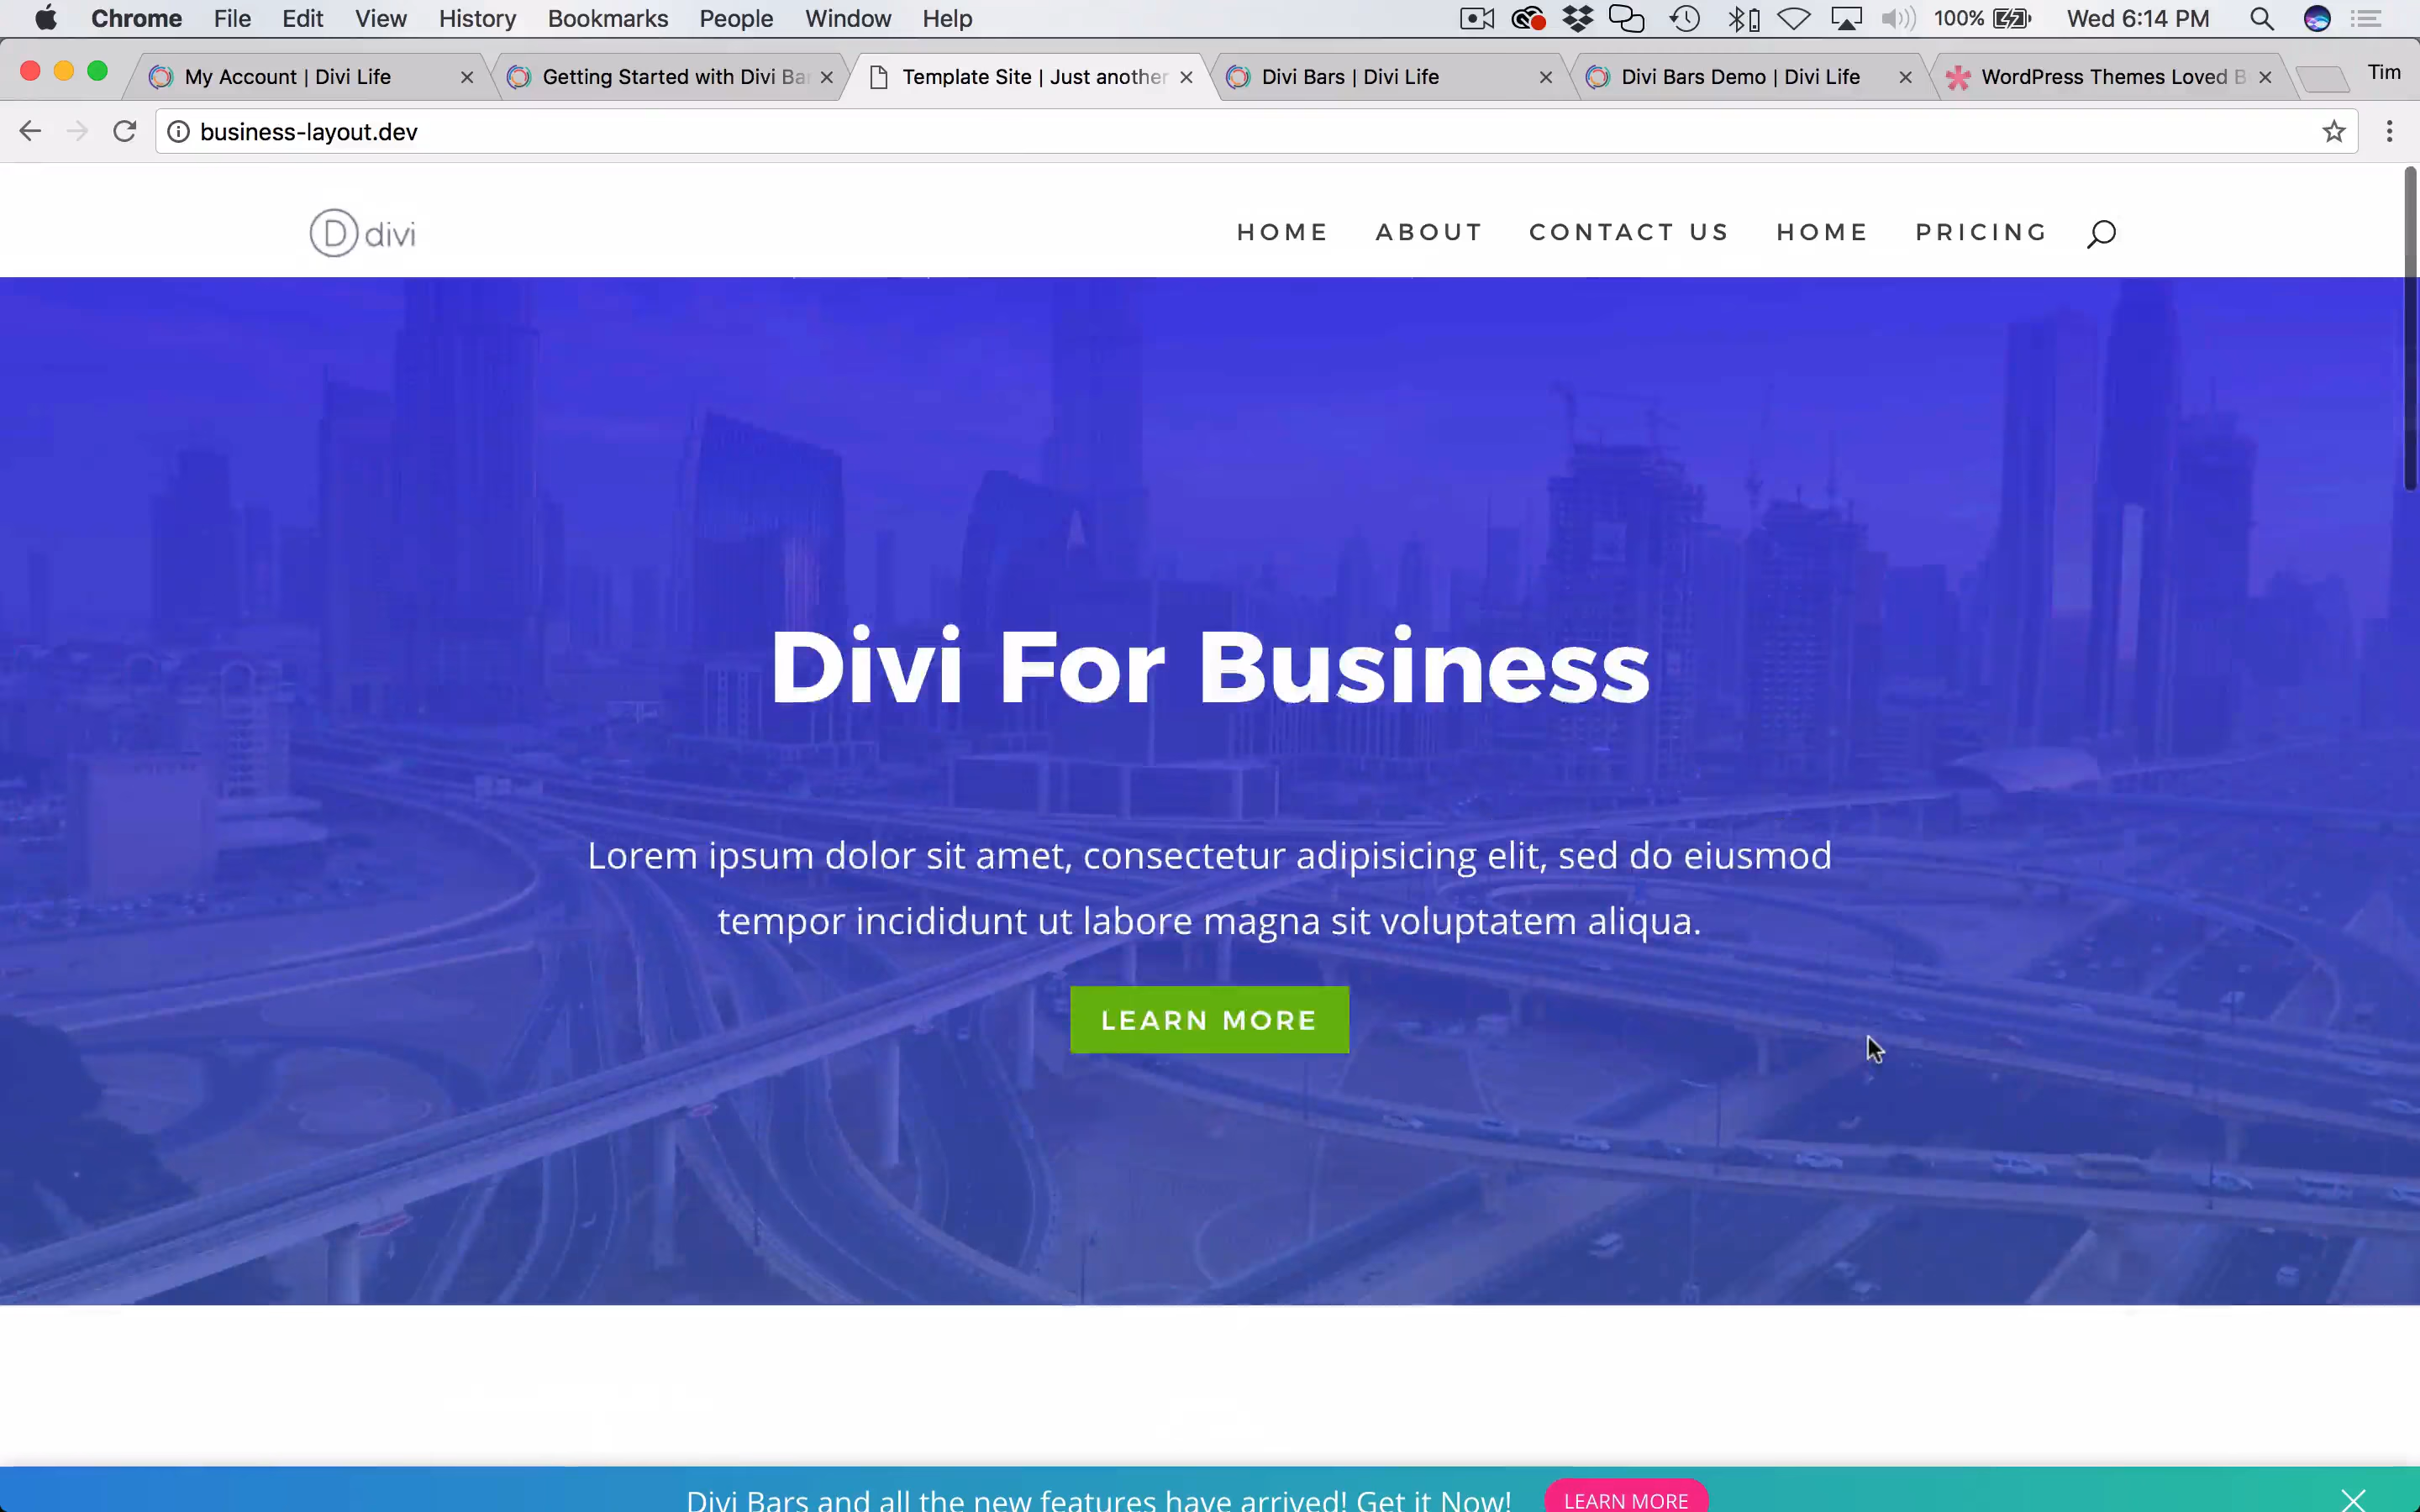 Chrome File Edit View History Bookmarks People Window Help 100% Wed 6:14 PM
My Account | Divi Life Getting Started with Divi Ba Template Site | Just another Divi Bars | Divi Life Divi Bars Demo | Divi Life WordPress Themes Loved B Tim
business-layout.dev
D divi HOME ABOUT CONTACT US HOME PRICING
Divi For Business
Lorem ipsum dolor sit amet, consectetur adipisicing elit, sed do eiusmod
tempor incididunt ut labore magna sit voluptatem aliqua.
LEARN MORE
Divi Bars and all the new features have arrived! Get it Now! LEARN MORE